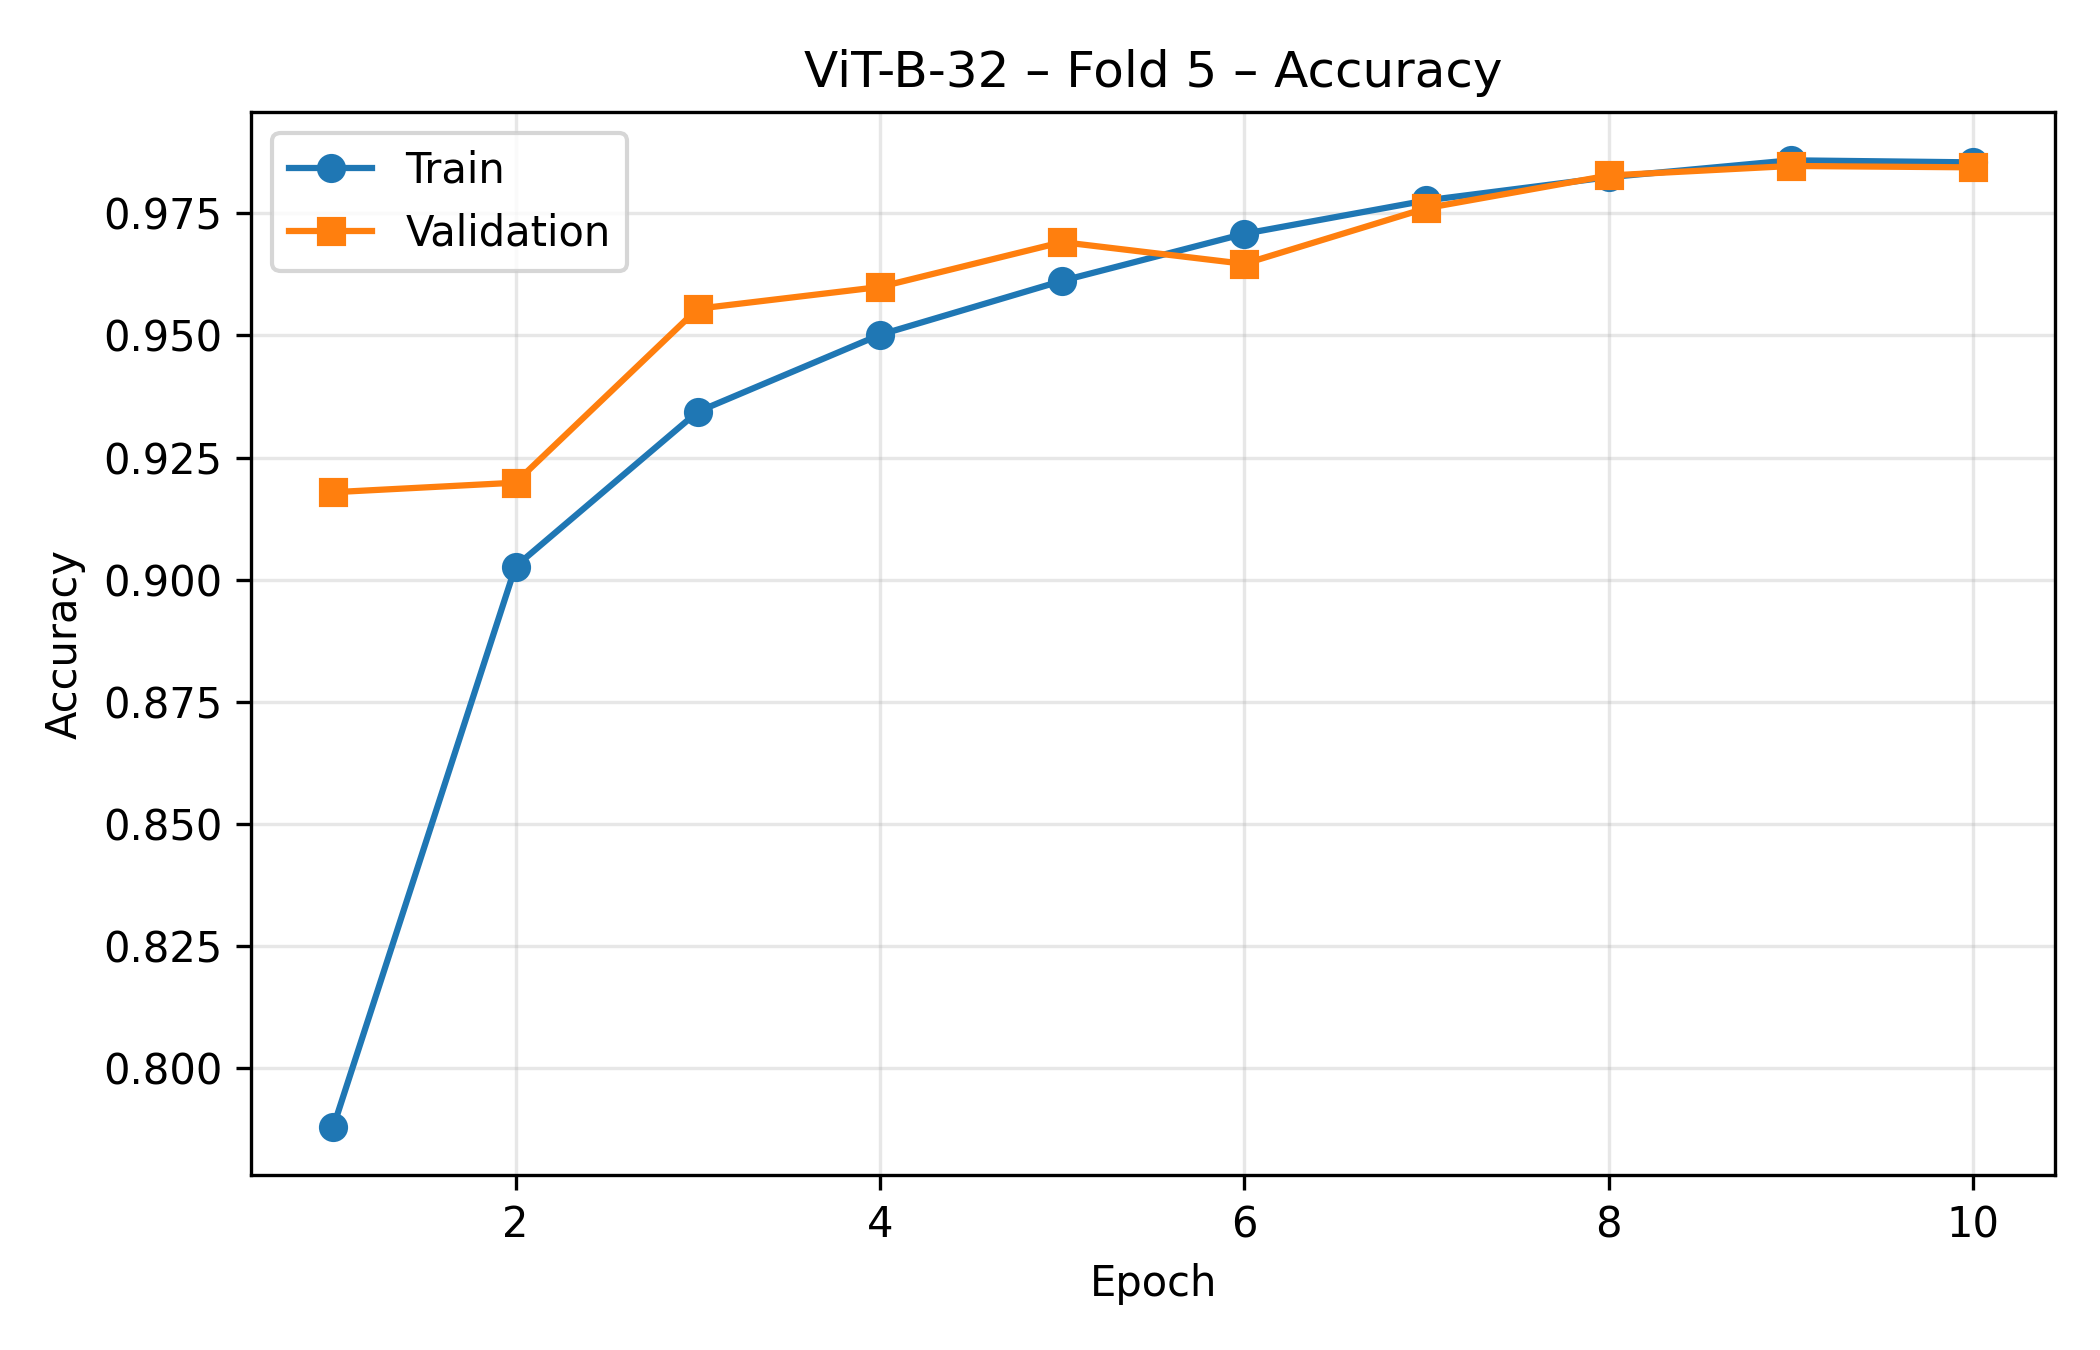 ViT-B-32 – Fold 5 – Accuracy
Train
Validation
Accuracy
0.975
0.950
0.925
0.900
0.875
0.850
0.825
0.800
2 4 6 8 10
Epoch